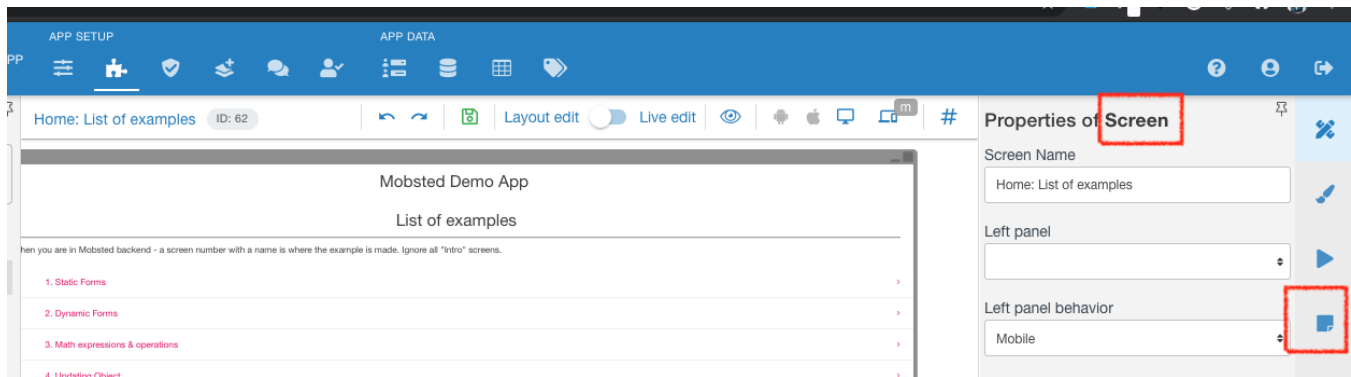 APP SETUP
APP DATA
PP
Home: List of examples
ID: 62
Layout edit
Live edit
m
#
Properties of Screen
Screen Name
Home: List of examples
Left panel
Left panel behavior
Mobile
Mobsted Demo App
List of examples
hen you are in Mobsted backend - a screen number with a name is where the example is made. Ignore all "Intro" screens.
1. Static Forms
2. Dynamic Forms
3. Math expressions & operations
4. Updating Object